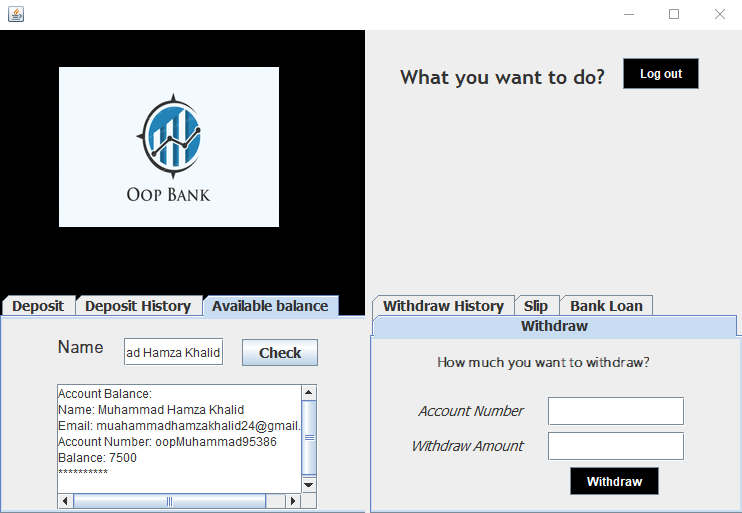 What you want to do?
Log out
OOP BANK
Deposit
Deposit History
Available balance
Name
ad Hamza Khalid
Check
Account Balance:
Name: Muhammad Hamza Khalid
Email: muahammadhamzakhalid24@gmail.
Account Number: oopMuhammad95386
Balance: 7500
**********
Withdraw History
Slip
Bank Loan
Withdraw
How much you want to withdraw?
Account Number
Withdraw Amount
Withdraw